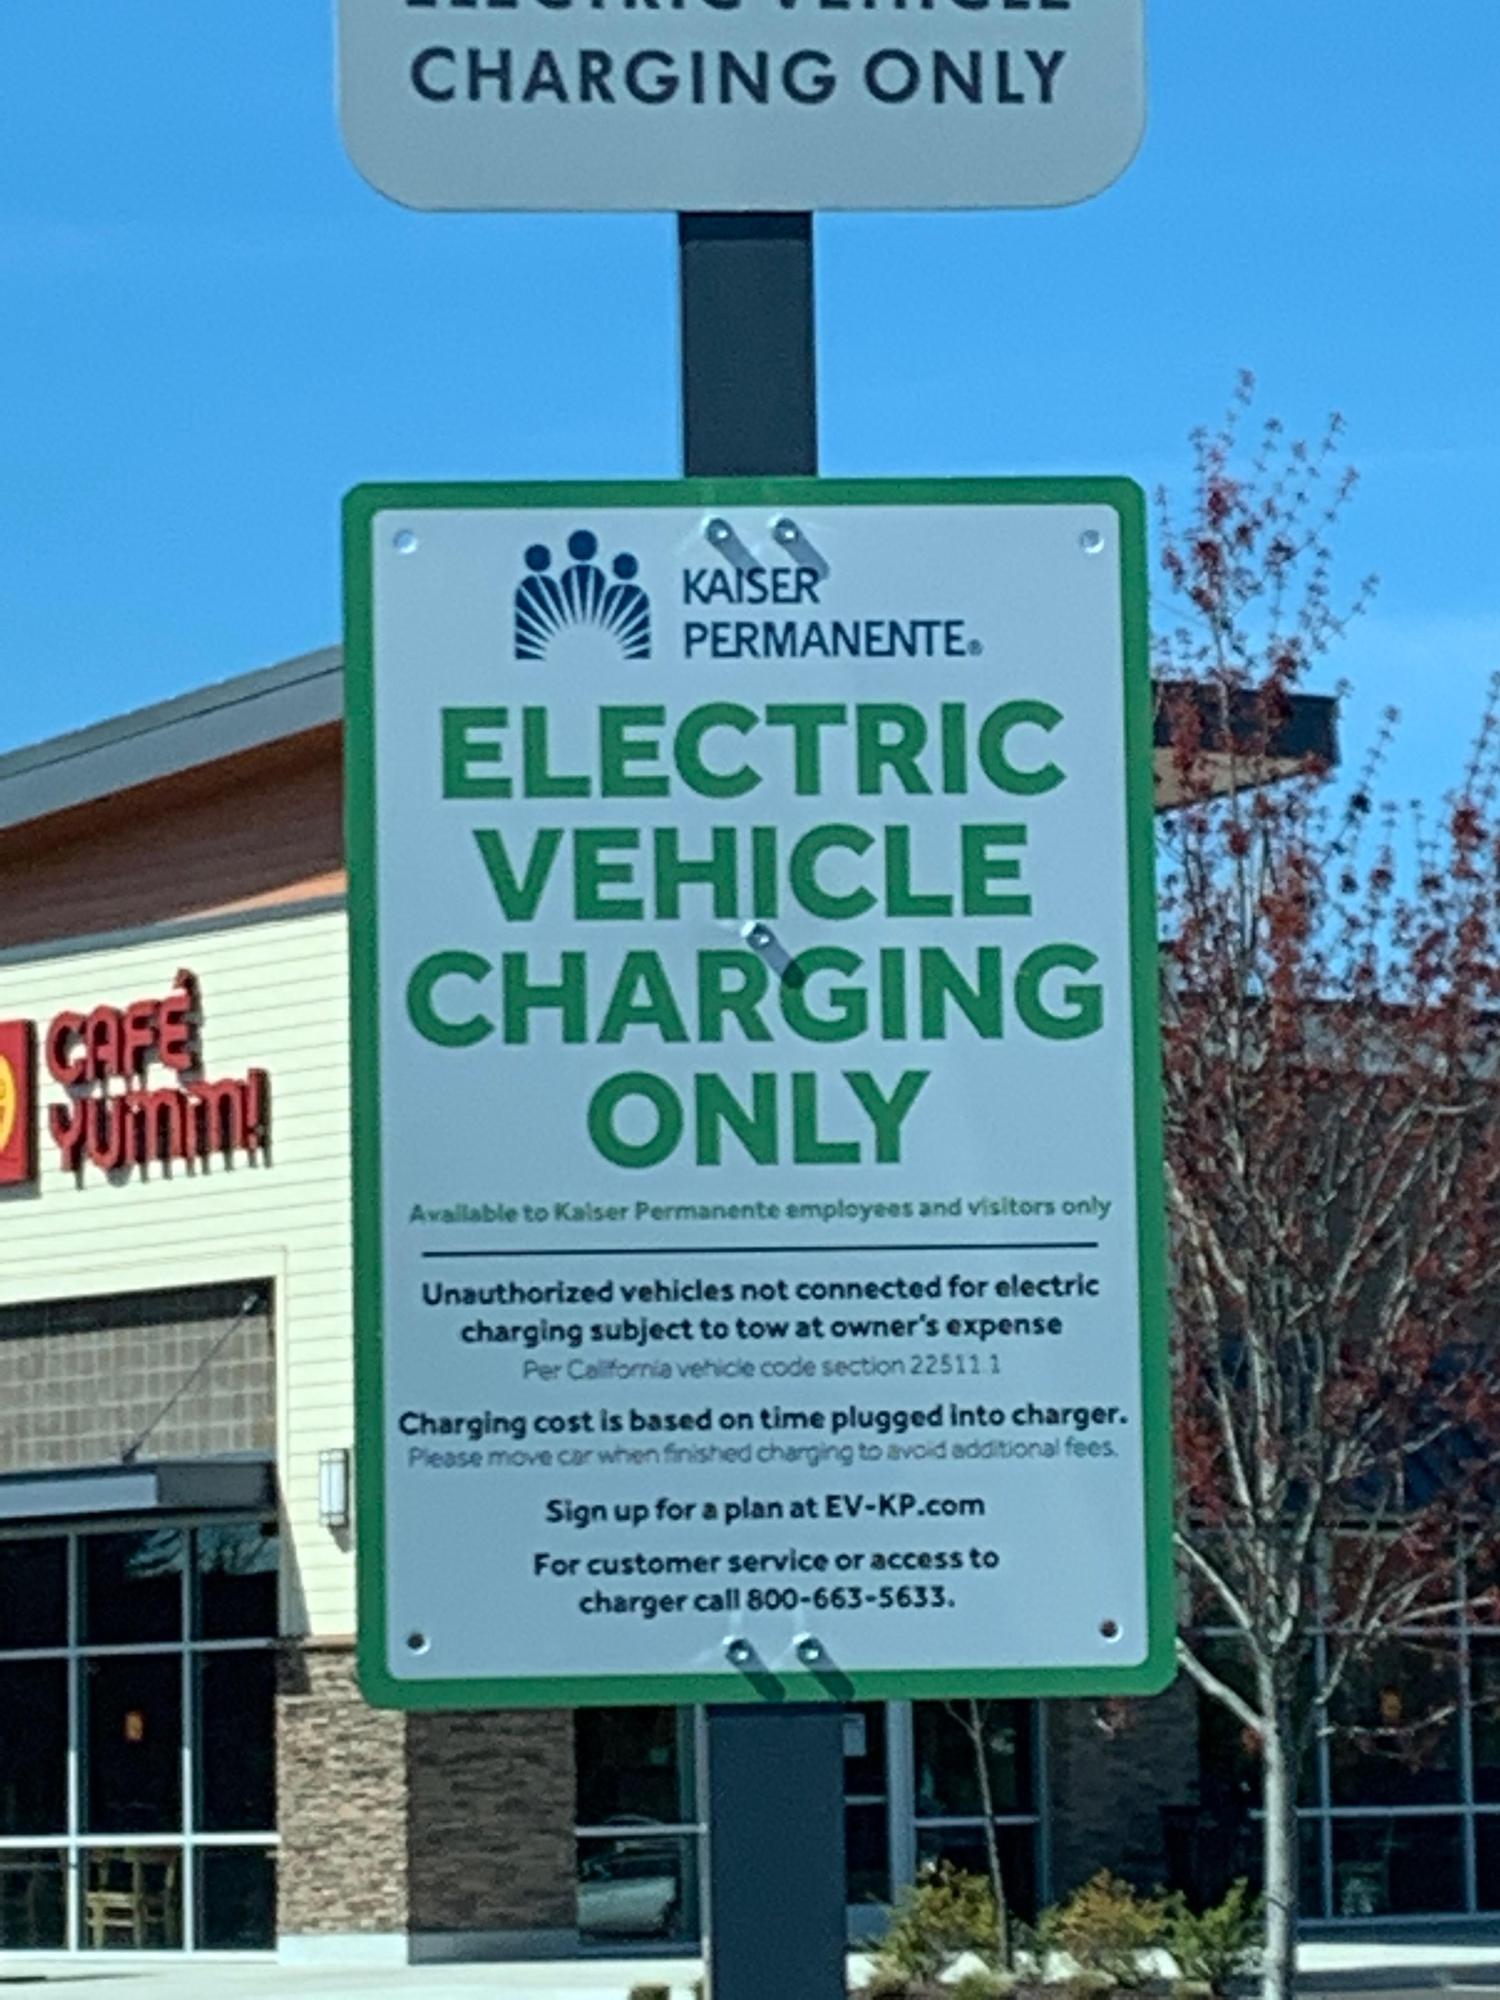 ELECTRIC VEHICLE
CHARGING ONLY
KAISER
PERMANENTE®
ELECTRIC
VEHICLE
CHARGING
ONLY
Available to Kaiser Permanente employees and visitors only
Unauthorized vehicles not connected for electric
charging subject to tow at owner's expense
Per California vehicle code section 22511.1
Charging cost is based on time plugged into charger.
Please move car when finished charging to avoid additional fees.
Sign up for a plan at EV-KP.com
For customer service or access to
charger call 800-663-5633.
CAFÉ
YUMM!